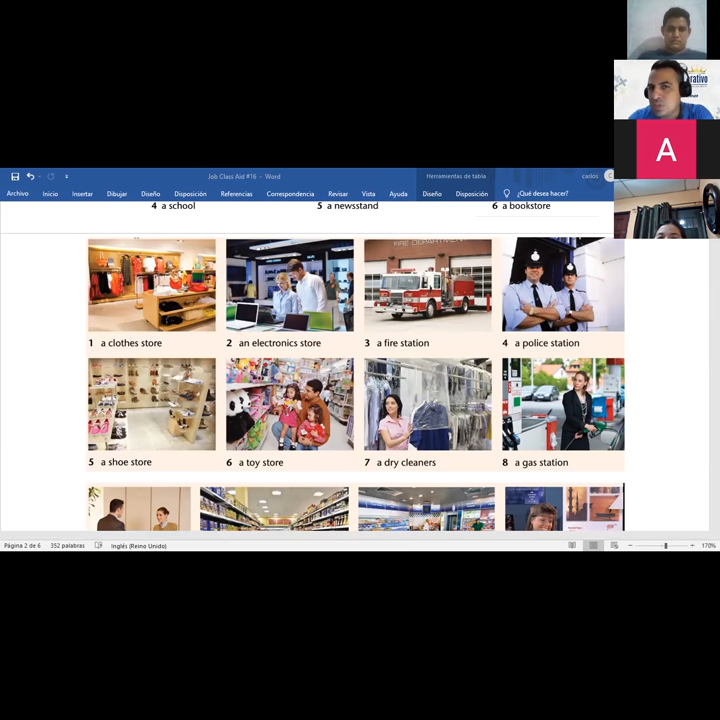 Job Class Aid #16 - Word
Herramientas de tabla
carlos
C
Archivo Inicio Insertar Dibujar Diseño Disposición Referencias Correspondencia Revisar Vista Ayuda Diseño Disposición ¿Qué desea hacer?
4 a school 5 a newsstand 6 a bookstore
FIRE DEPARTMENT
1 a clothes store 2 an electronics store 3 a fire station 4 a police station
5 a shoe store 6 a toy store 7 a dry cleaners 8 a gas station
Página 2 de 6 352 palabras Inglés (Reino Unido) 170%
rativo
A